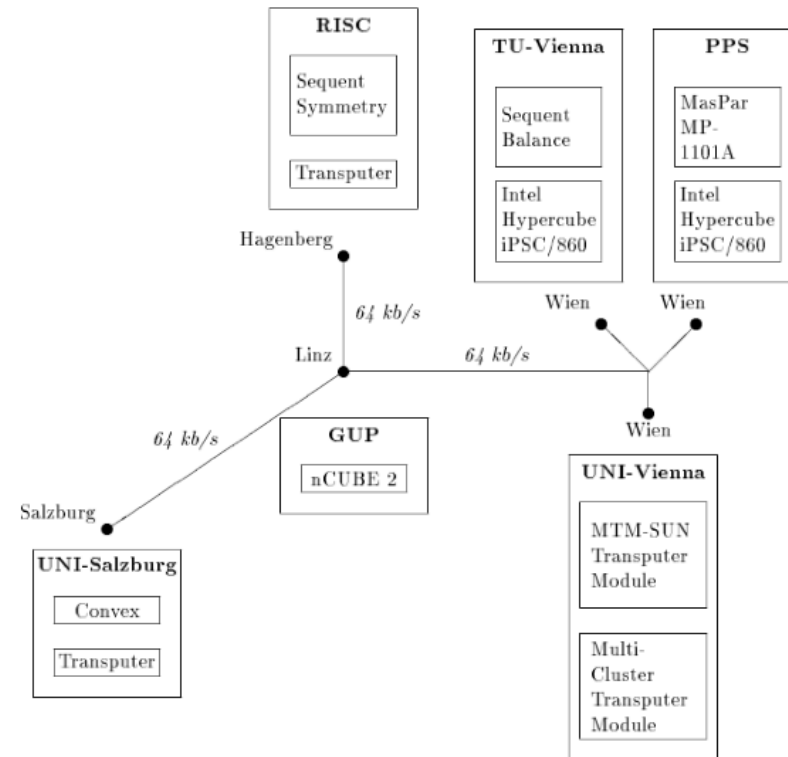 RISC
Sequent
Symmetry
Transputer
TU-Vienna
Sequent
Balance
Intel
Hypercube
iPSC/860
PPS
MasPar
MP-
1101A
Intel
Hypercube
iPSC/860
Hagenberg
Wien
Wien
64 kb/s
Linz
64 kb/s
64 kb/s
Wien
GUP
nCUBE 2
UNI-Vienna
MTM-SUN
Transputer
Module
Multi-
Cluster
Transputer
Module
Salzburg
UNI-Salzburg
Convex
Transputer